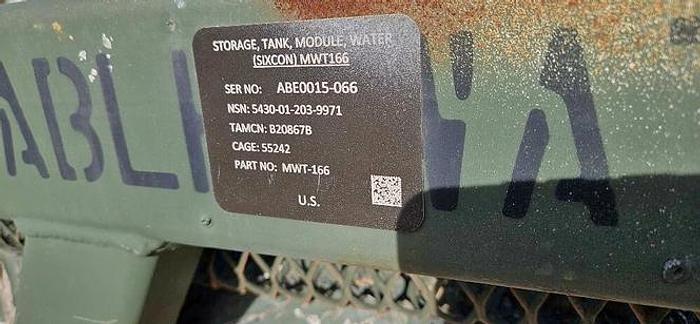 STORAGE, TANK, MODULE, WATER
(SIXCON) MWT166
SER NO: ABE0015-066
NSN: 5430-01-203-9971
TAMCN: B20867B
CAGE: 55242
PART NO: MWT-166
U.S.